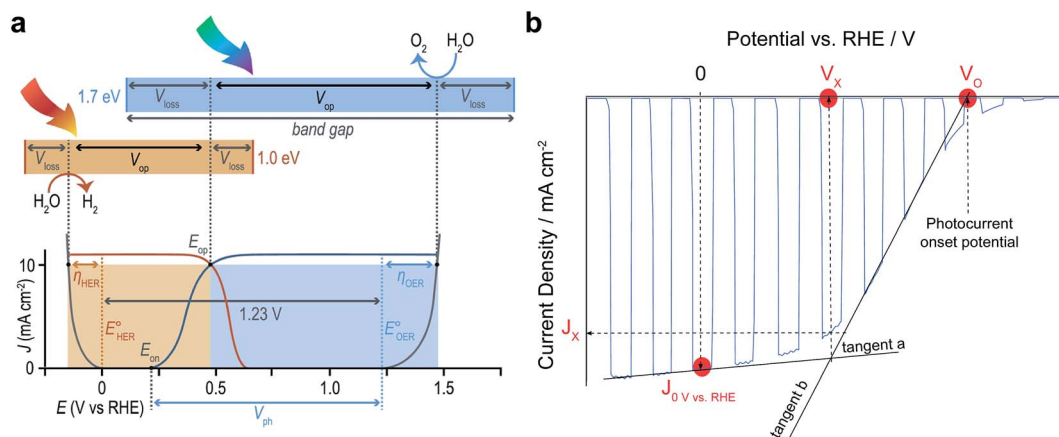 a
O₂ H₂O
1.7 eV
V_loss V_op V_loss
band gap
V_loss V_op V_loss
1.0 eV
H₂O H₂
E_op
10
η_HER η_OER
J (mA cm⁻²)
1.23 V
E°_HER E°_OER
E_on
0
0 0.5 1.0 1.5
E (V vs RHE)
V_ph
b
Potential vs. RHE / V
0 V_X V_O
Current Density / mA cm⁻²
Photocurrent
onset potential
J_X
tangent a
J_0 V vs. RHE
tangent b